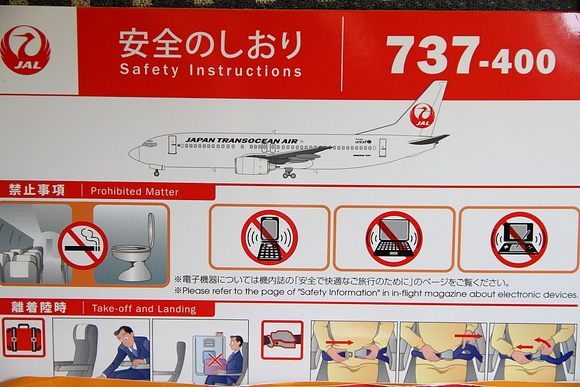 JAL
安全のしおり
Safety Instructions
737-400
JAPAN TRANSOCEAN AIR
unicef
JAL
禁止事項 Prohibited Matter
※電子機器については機内誌の「安全で快適なご旅行のために」のページをご覧ください。
※Please refer to the page of "Safety Information" in in-flight magazine about electronic devices.
離着陸時 Take-off and Landing